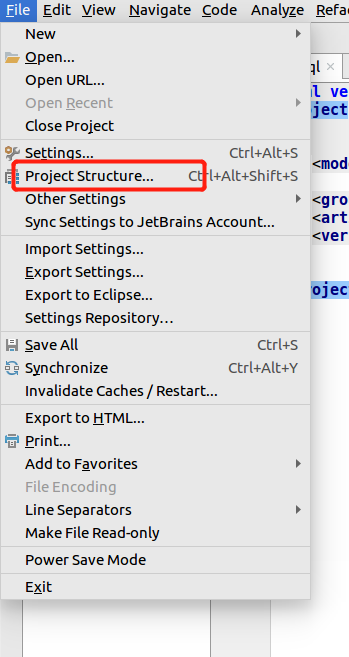 File Edit View Navigate Code Analyze Refac
New
Open...
ql
Open URL...
al ve
Open Recent
oject
Close Project
Settings... Ctrl+Alt+S
<mod
Project Structure... Ctrl+Alt+Shift+S
Other Settings
<gro
Sync Settings to JetBrains Account...
<art
<ver
Import Settings...
Export Settings...
Export to Eclipse...
rojec
Settings Repository...
Save All Ctrl+S
Synchronize Ctrl+Alt+Y
Invalidate Caches / Restart...
Export to HTML...
Print...
Add to Favorites
File Encoding
Line Separators
Make File Read-only
Power Save Mode
Exit